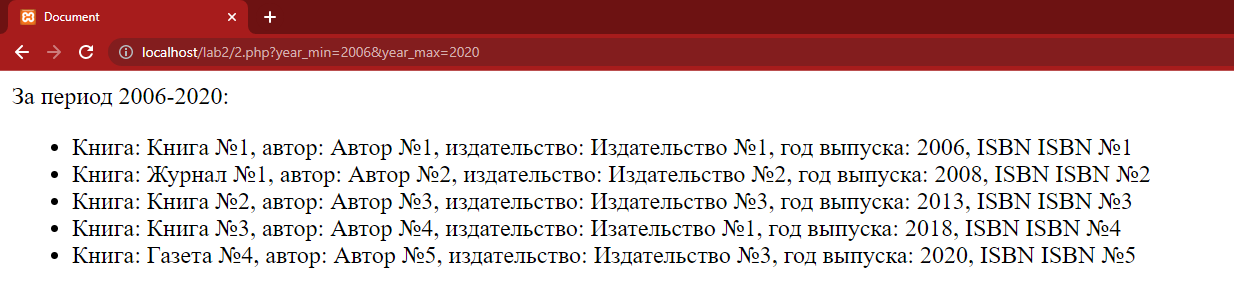 Document
localhost/lab2/2.php?year_min=2006&year_max=2020
За период 2006-2020:
• Книга: Книга №1, автор: Автор №1, издательство: Издательство №1, год выпуска: 2006, ISBN ISBN №1
• Книга: Журнал №1, автор: Автор №2, издательство: Издательство №2, год выпуска: 2008, ISBN ISBN №2
• Книга: Книга №2, автор: Автор №3, издательство: Издательство №3, год выпуска: 2013, ISBN ISBN №3
• Книга: Книга №3, автор: Автор №4, издательство: Изательство №1, год выпуска: 2018, ISBN ISBN №4
• Книга: Газета №4, автор: Автор №5, издательство: Издательство №3, год выпуска: 2020, ISBN ISBN №5